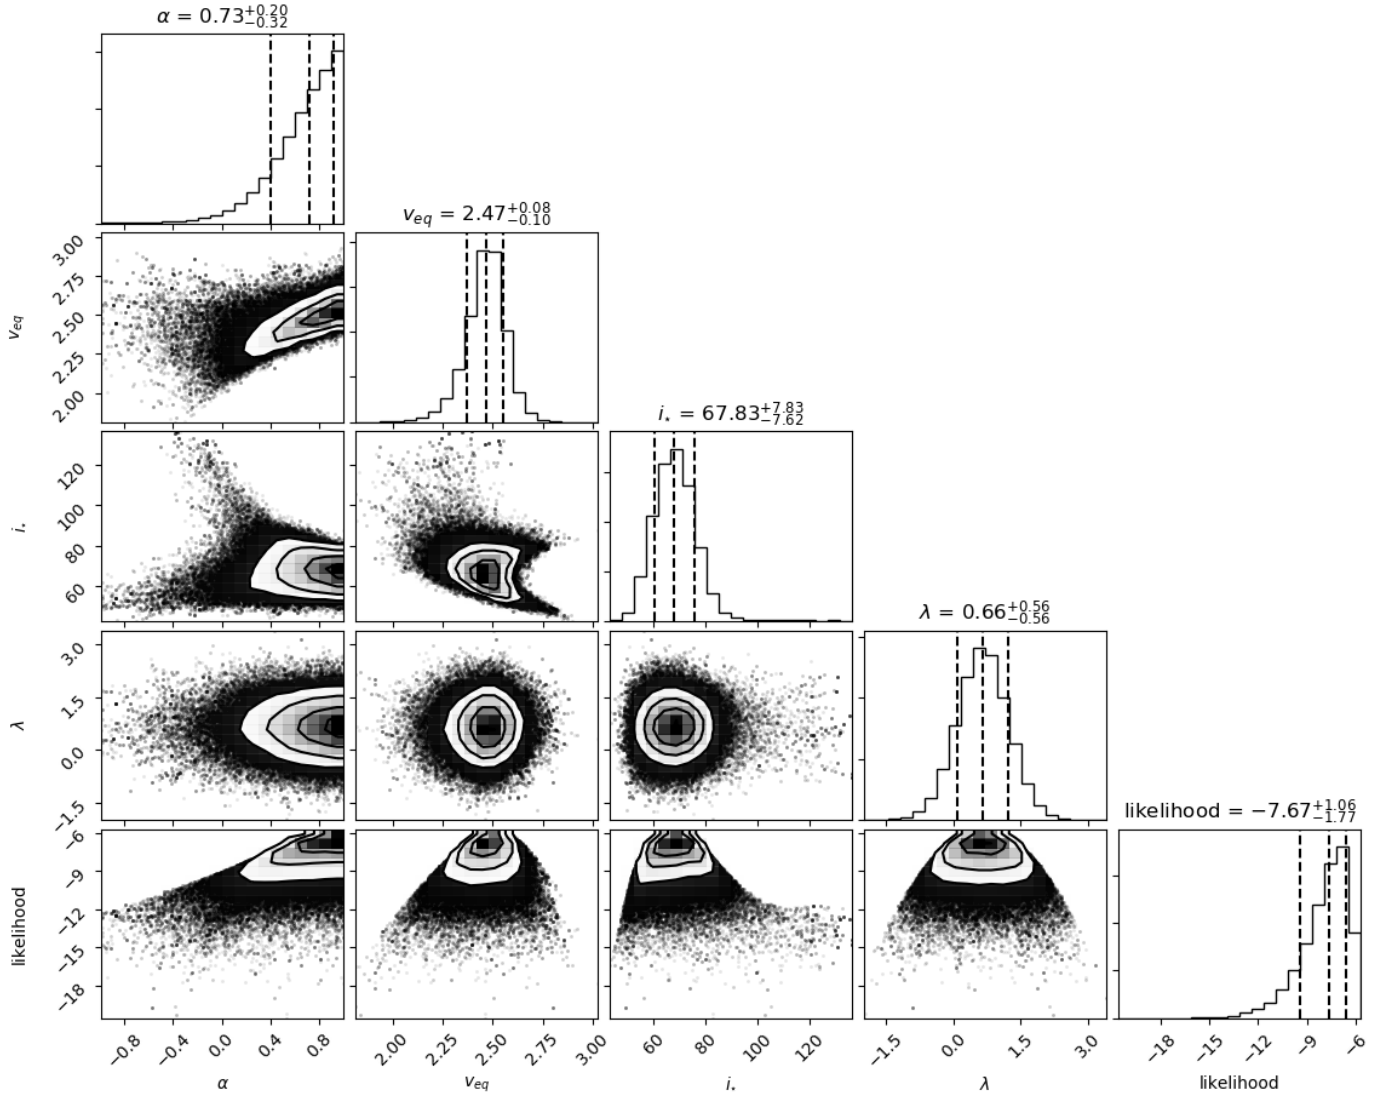 α = 0.73+0.20−0.32
3.00
2.75
2.50
2.25
2.00
v_eq
v_eq = 2.47+0.08−0.10
120
100
80
60
i⋆
i⋆ = 67.83+7.83−7.62
3.0
1.5
0.0
−1.5
λ
λ = 0.66+0.56−0.56
−6
−9
−12
−15
−18
likelihood
likelihood = −7.67+1.06−1.77
−0.8 −0.4 0.0 0.4 0.8
α
2.00 2.25 2.50 2.75 3.00
v_eq
60 80 100 120
i⋆
−1.5 0.0 1.5 3.0
λ
−18 −15 −12 −9 −6
likelihood